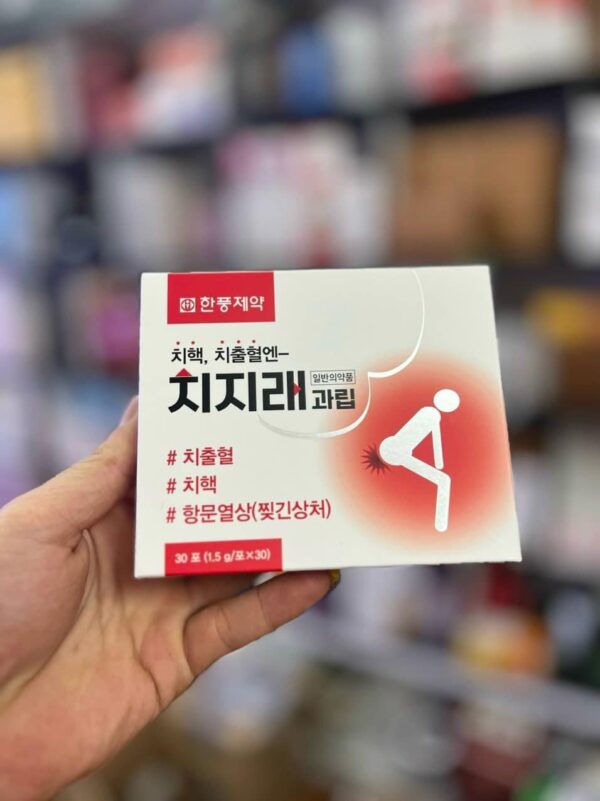 한풍제약
치핵, 치출혈엔–
치지래 과립
일반의약품
# 치출혈
# 치핵
# 항문열상(찢긴상처)
30 포 (1.5 g/포×30)